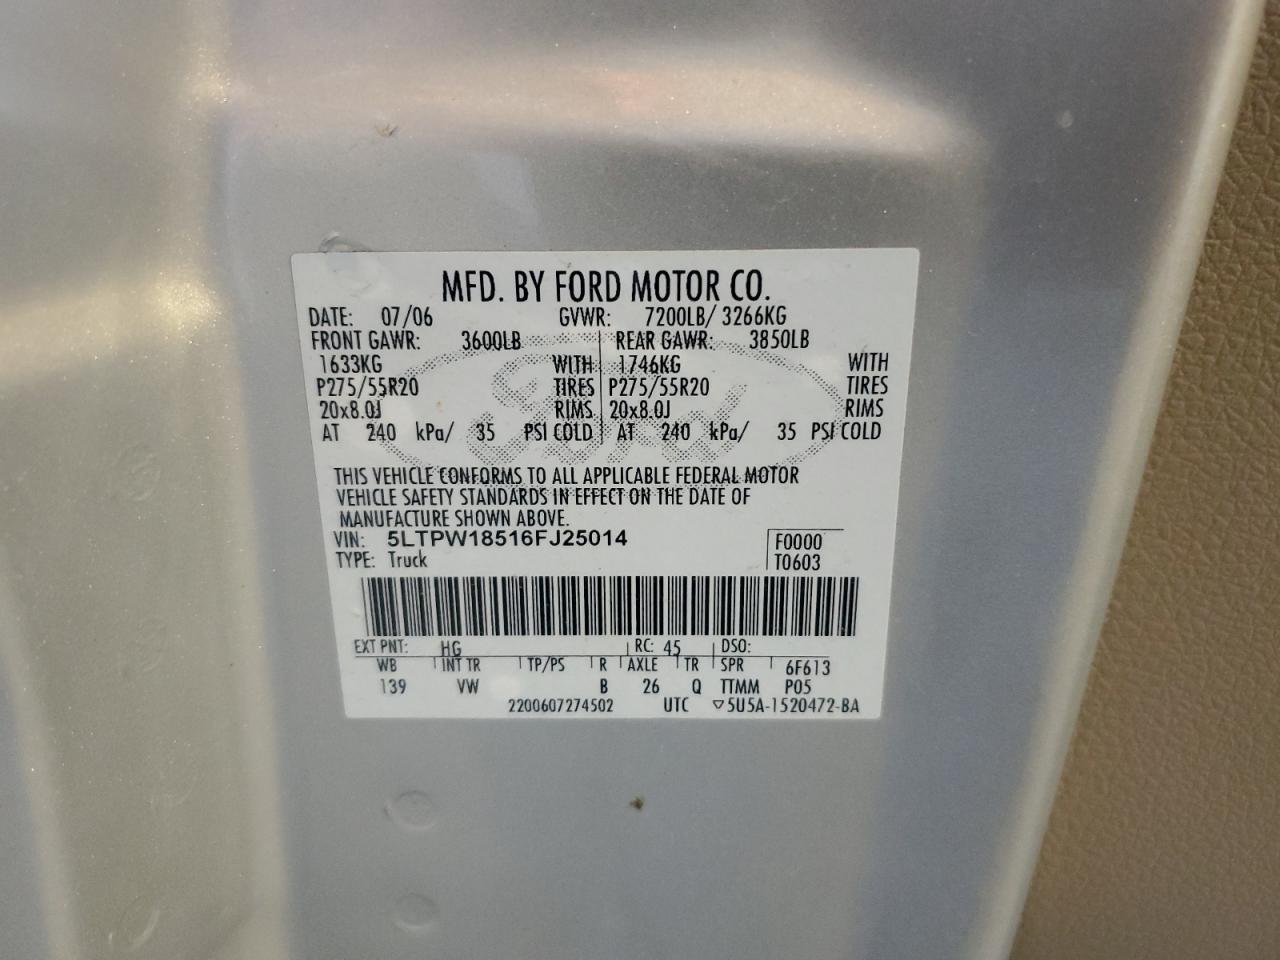 MFD. BY FORD MOTOR CO.
DATE: 07/06 GVWR: 7200LB/ 3266KG
FRONT GAWR: 3600LB REAR GAWR: 3850LB
1633KG WITH 1746KG WITH
P275/55R20 TIRES P275/55R20 TIRES
20x8.0J RIMS 20x8.0J RIMS
AT 240 kPa/ 35 PSI COLD AT 240 kPa/ 35 PSI COLD
Ford
THIS VEHICLE CONFORMS TO ALL APPLICABLE FEDERAL MOTOR
VEHICLE SAFETY STANDARDS IN EFFECT ON THE DATE OF
MANUFACTURE SHOWN ABOVE.
VIN: 5LTPW18516FJ25014 F0000
TYPE: Truck T0603
EXT PNT: HG RC: 45 DSO:
WB INT TR TP/PS R AXLE TR SPR 6F613
139 VW B 26 Q TTMM P05
2200607274502 UTC ▽5U5A-1520472-BA